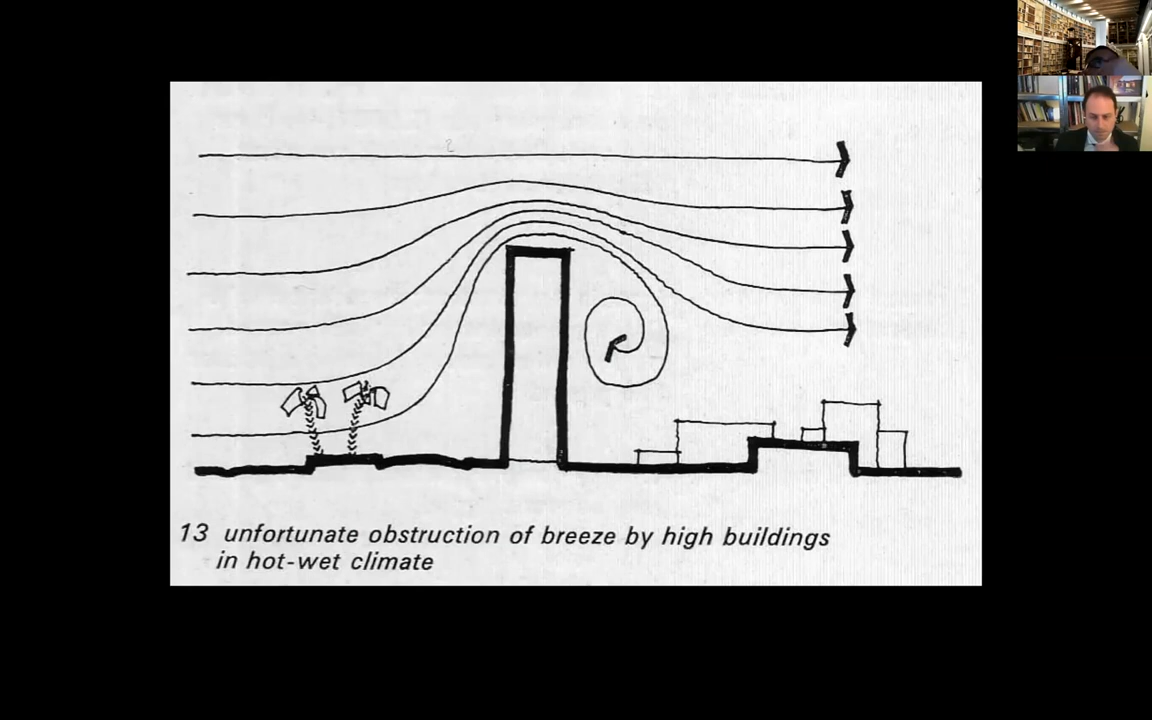 13 unfortunate obstruction of breeze by high buildings
in hot-wet climate